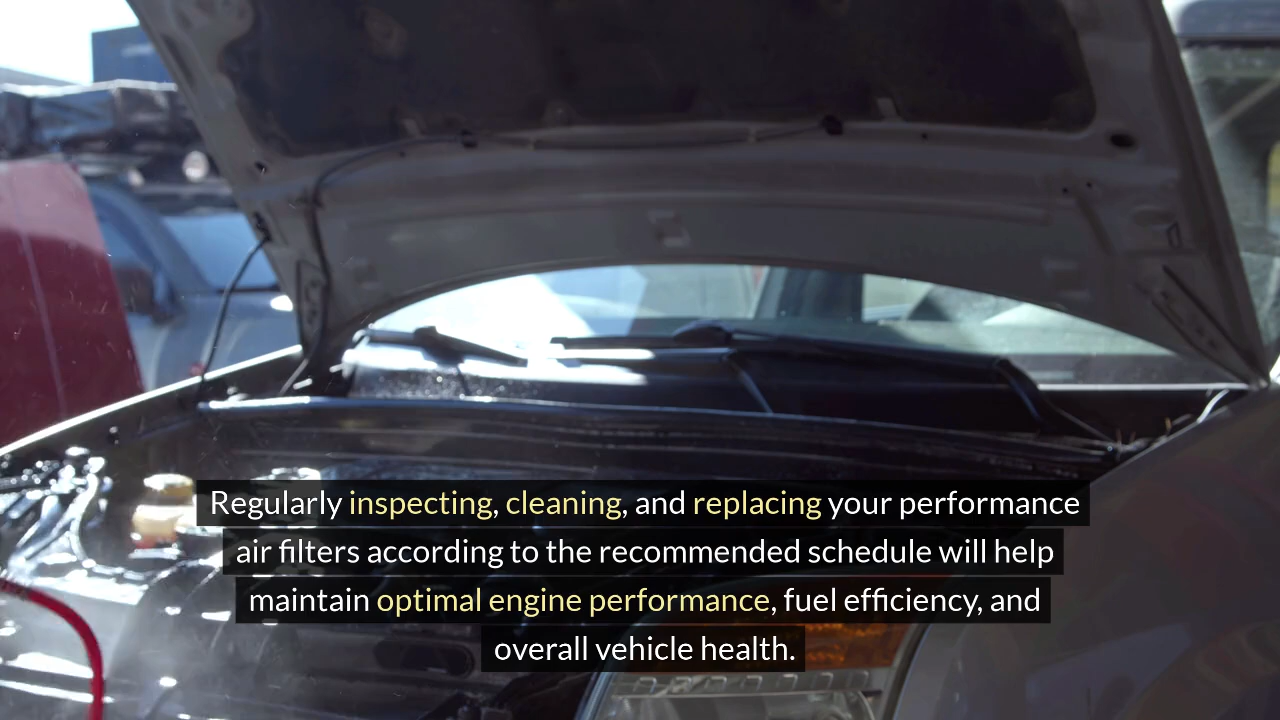 Regularly inspecting, cleaning, and replacing your performance
air filters according to the recommended schedule will help
maintain optimal engine performance, fuel efficiency, and
overall vehicle health.